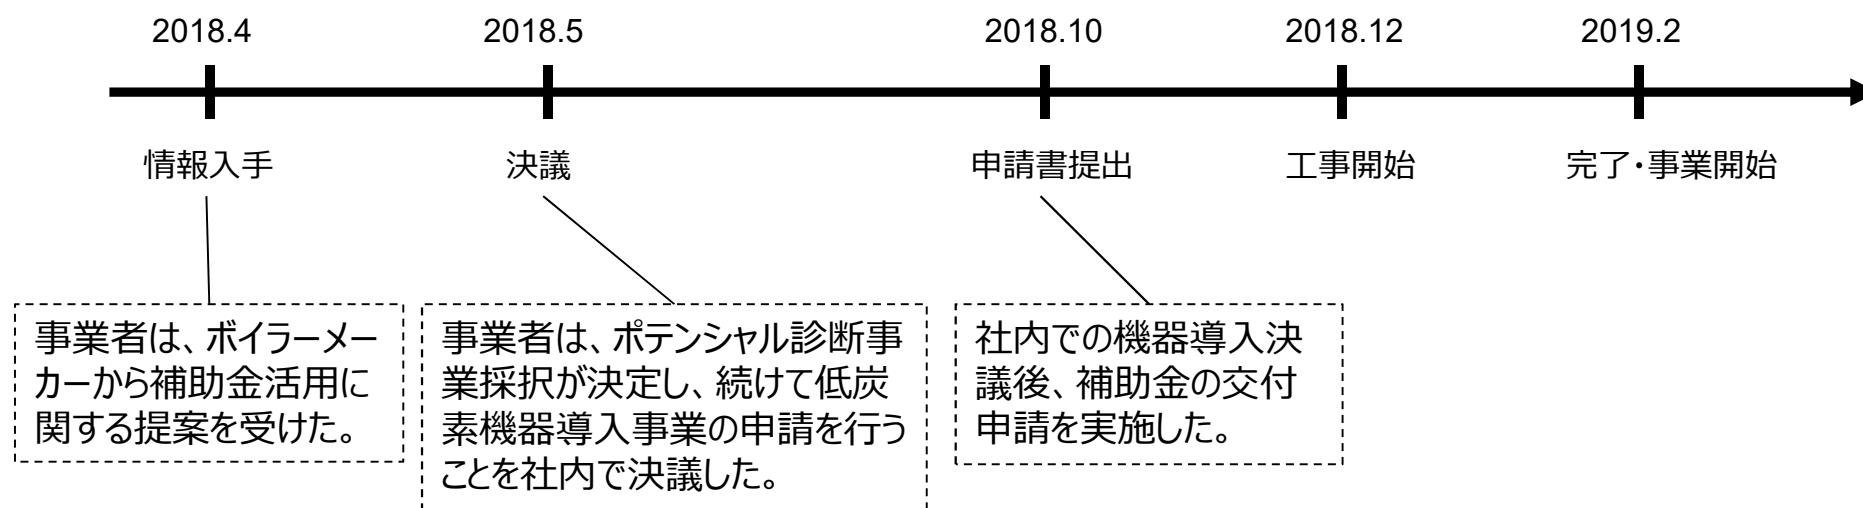 2018.4
2018.5
2018.10
2018.12
2019.2
情報入手
決議
申請書提出
工事開始
完了・事業開始
事業者は、ボイラーメー
カーから補助金活用に
関する提案を受けた。
事業者は、ポテンシャル診断事
業採択が決定し、続けて低炭
素機器導入事業の申請を行う
ことを社内で決議した。
社内での機器導入決
議後、補助金の交付
申請を実施した。